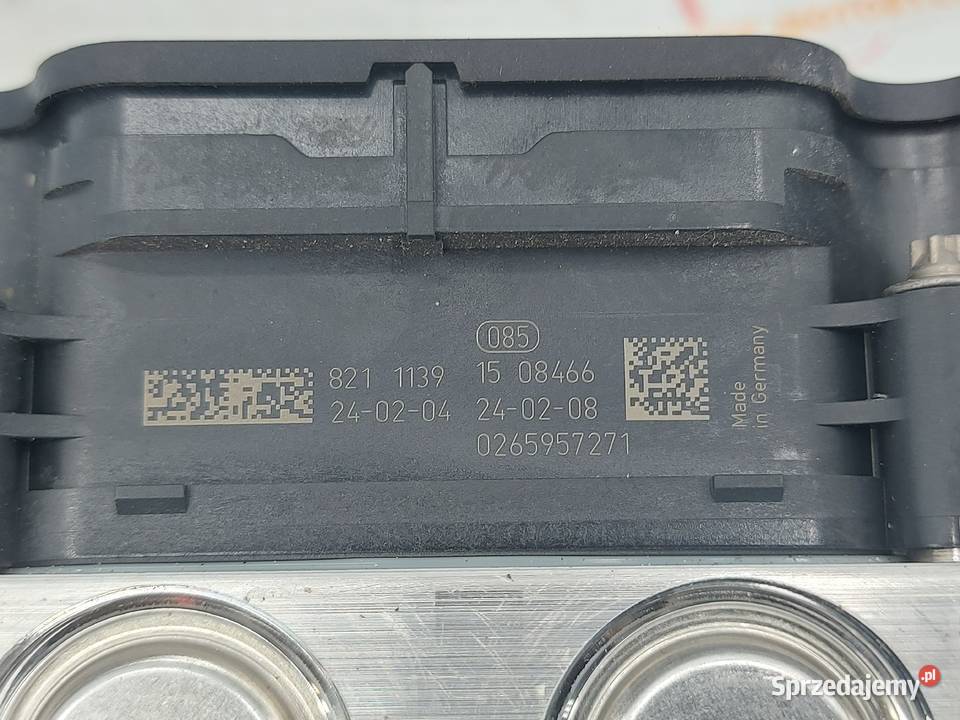 085
821 1139 15 08466
24-02-04 24-02-08
0265957271
Made
in Germany
Sprzedajemy.pl